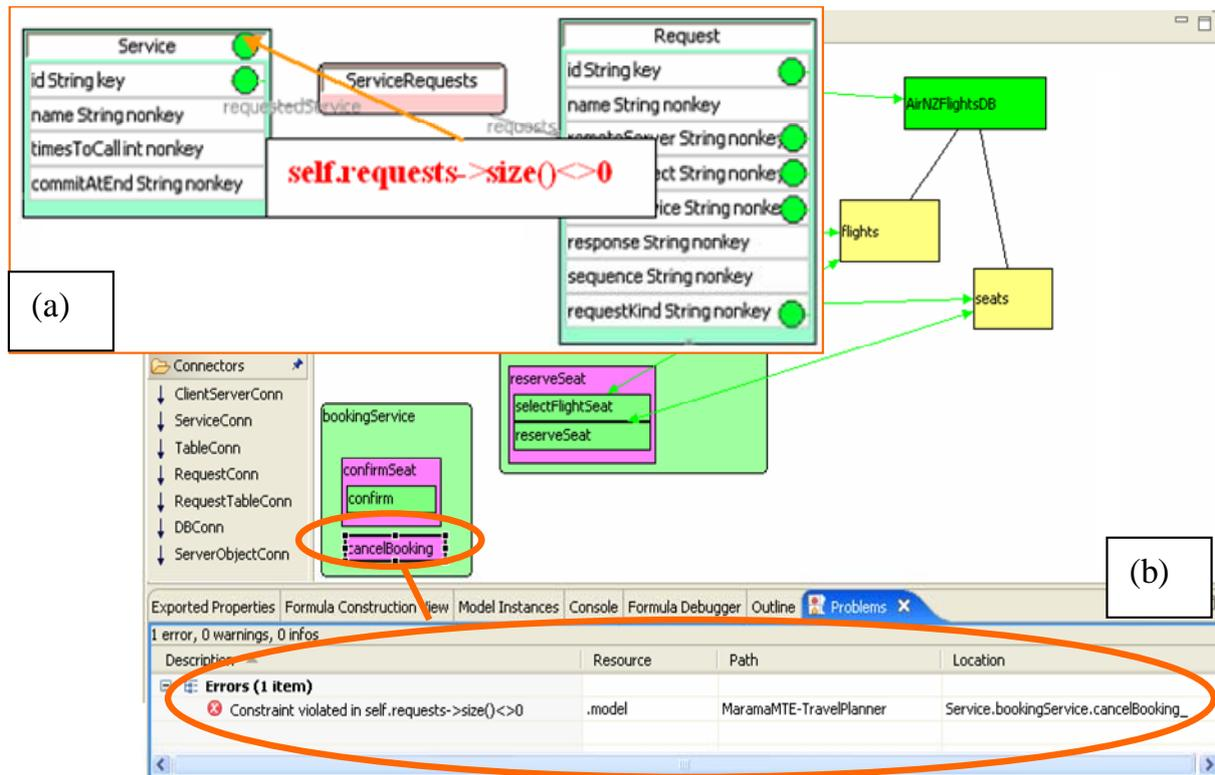 Service
id String key
name String nonkey
timesToCall int nonkey
commitAtEnd String nonkey
ServiceRequests
requestedService
requests
self.requests->size()<>0
Request
id String key
name String nonkey
String nonkey
String nonkey
String nonkey
response String nonkey
sequence String nonkey
requestKind String nonkey
(a)
AirNZFlightsDB
flights
seats
Connectors
ClientServerConn
ServiceConn
TableConn
RequestConn
RequestTableConn
DBConn
ServerObjectConn
bookingService
confirmSeat
confirm
cancelBooking
reserveSeat
selectFlightSeat
reserveSeat
(b)
Exported Properties Formula Construction View Model Instances Console Formula Debugger Outline Problems
1 error, 0 warnings, 0 infos
Description Resource Path Location
Errors (1 item)
Constraint violated in self.requests->size()<>0 .model MaramaMTE-TravelPlanner Service.bookingService.cancelBooking_